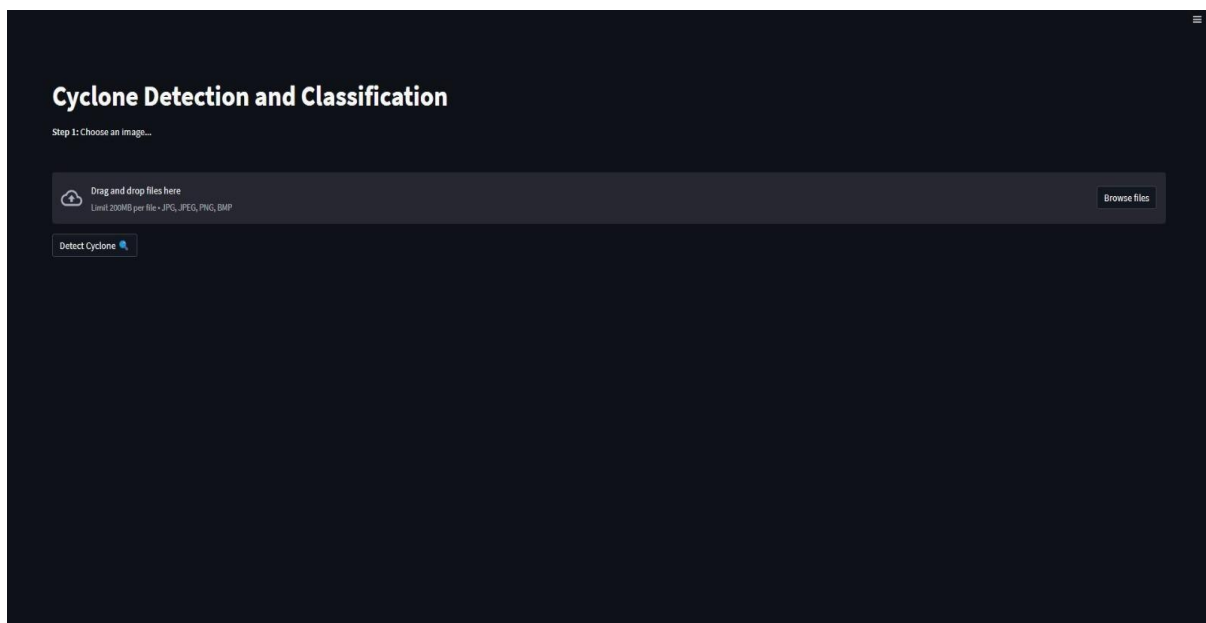 Cyclone Detection and Classification
Step 1: Choose an image...
Drag and drop files here
Limit 200MB per file • JPG, JPEG, PNG, BMP
Browse files
Detect Cyclone